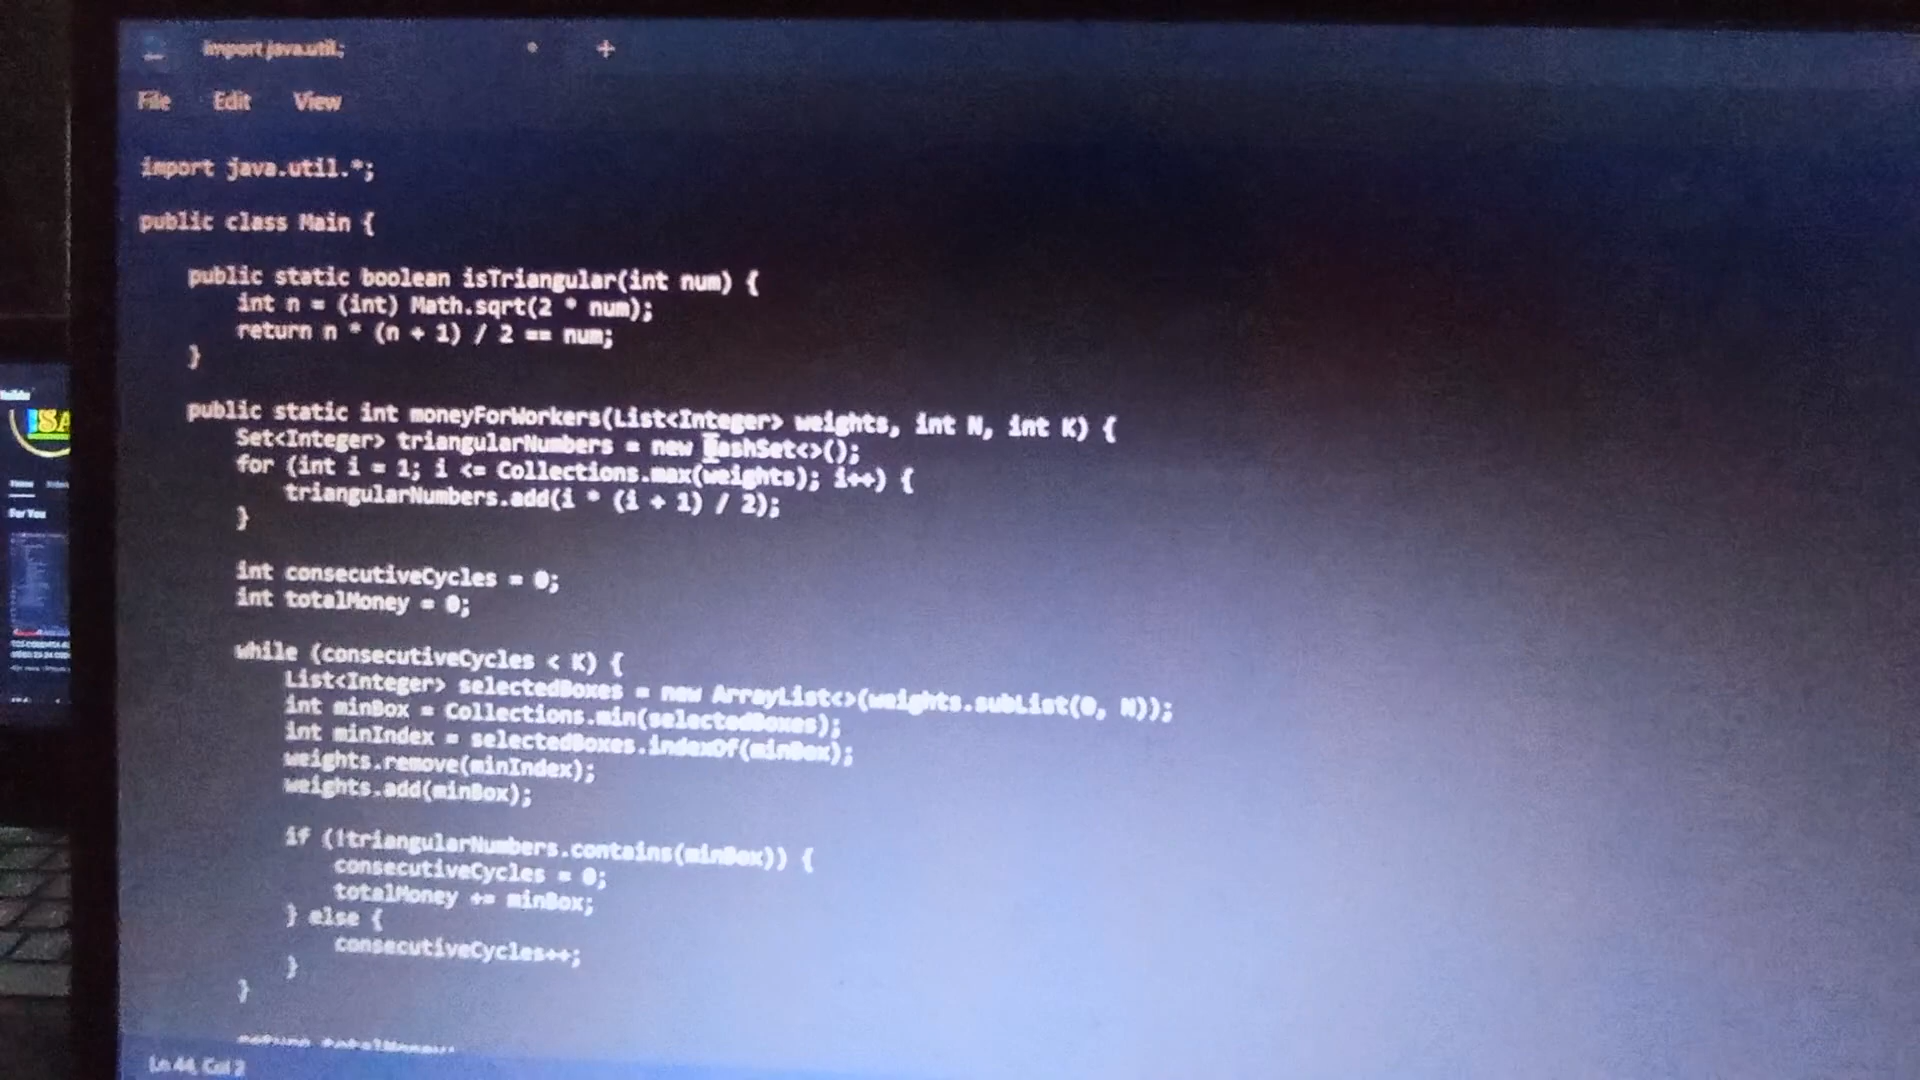 import java.util.;
+
File Edit View
import java.util.*;
public class Main {
public static boolean isTriangular(int num) {
int n = (int) Math.sqrt(2 * num);
return n * (n + 1) / 2 == num;
}
public static int moneyForWorkers(List<Integer> weights, int N, int K) {
Set<Integer> triangularNumbers = new HashSet<>();
for (int i = 1; i <= Collections.max(weights); i++) {
triangularNumbers.add(i * (i + 1) / 2);
}
int consecutiveCycles = 0;
int totalMoney = 0;
while (consecutiveCycles < K) {
List<Integer> selectedBoxes = new ArrayList<>(weights.subList(0, N));
int minBox = Collections.min(selectedBoxes);
int minIndex = selectedBoxes.indexOf(minBox);
weights.remove(minIndex);
weights.add(minBox);
if (!triangularNumbers.contains(minBox)) {
consecutiveCycles = 0;
totalMoney += minBox;
} else {
consecutiveCycles++;
}
}
return totalMoney;
Ln 44, Col 2
For You